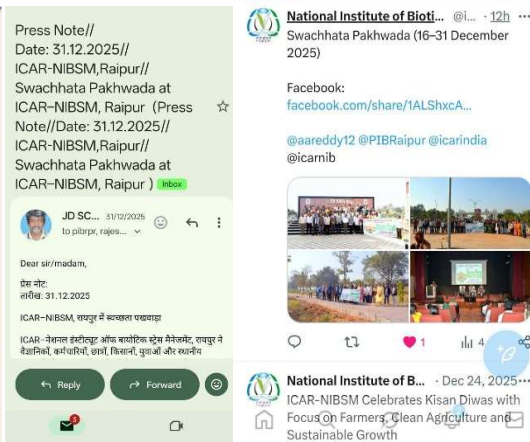 Press Note//
Date: 31.12.2025//
ICAR-NIBSM,Raipur//
Swachhata Pakhwada at
ICAR–NIBSM, Raipur (Press
Note//Date: 31.12.2025//
ICAR-NIBSM,Raipur//
Swachhata Pakhwada at
ICAR–NIBSM, Raipur ) Inbox
JD SC... 31/12/2025
to pibrpr, rajes...
Dear sir/madam,
प्रेस नोट:
तारीख: 31.12.2025
ICAR–NIBSM, रायपुर में स्वच्छता पखवाड़ा
ICAR–नेशनल इंस्टीट्यूट ऑफ बायोटिक स्ट्रेस मैनेजमेंट, रायपुर ने
वैज्ञानिकों, कर्मचारियों, छात्रों, किसानों, युवाओं और स्थानीय
Reply
Forward
3
National Institute of Bioti... @i... · 12h
Swachhata Pakhwada (16–31 December
2025)
Facebook:
facebook.com/share/1ALShxcA...
@aareddy12 @PIBRaipur @icarindia
@icarnib
1
4
National Institute of B... · Dec 24, 2025
ICAR-NIBSM Celebrates Kisan Diwas with
Focus on Farmers, Clean Agriculture and
Sustainable Growth